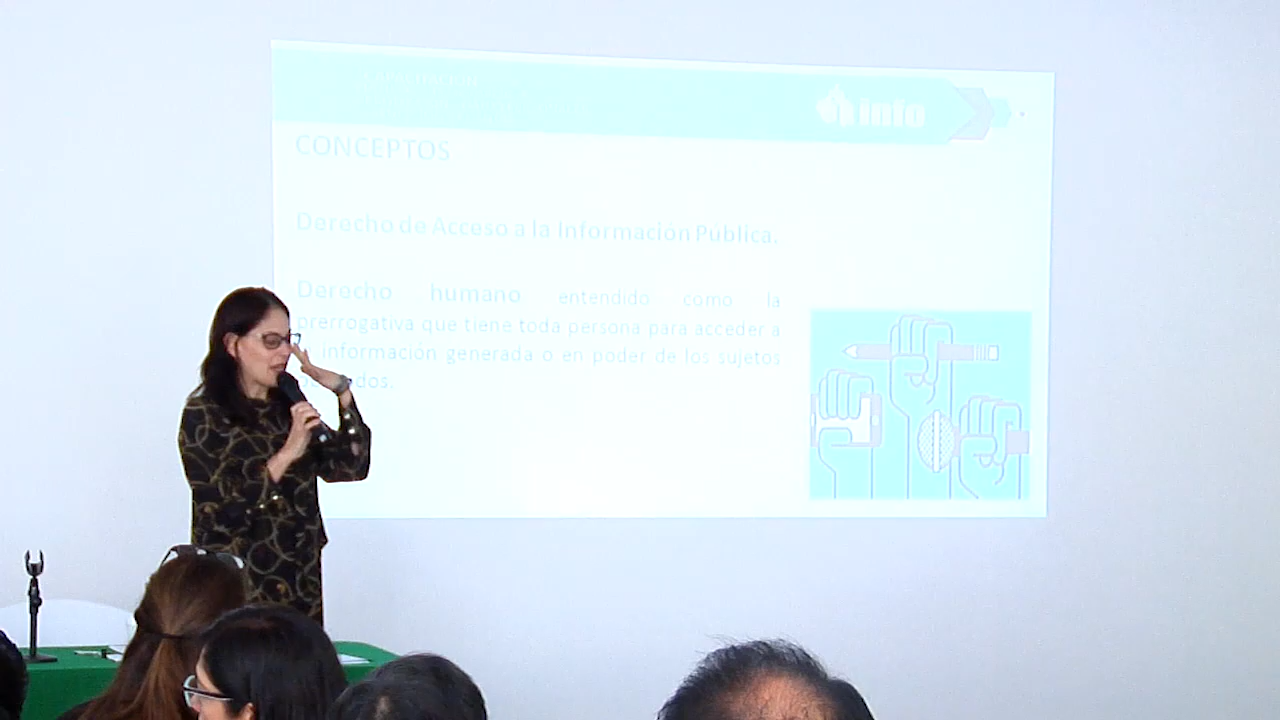 info
CONCEPTOS
Derecho de Acceso a la Información Pública.
Derecho humano entendido como la
prerrogativa que tiene toda persona para acceder a
información generada o en poder de los sujetos